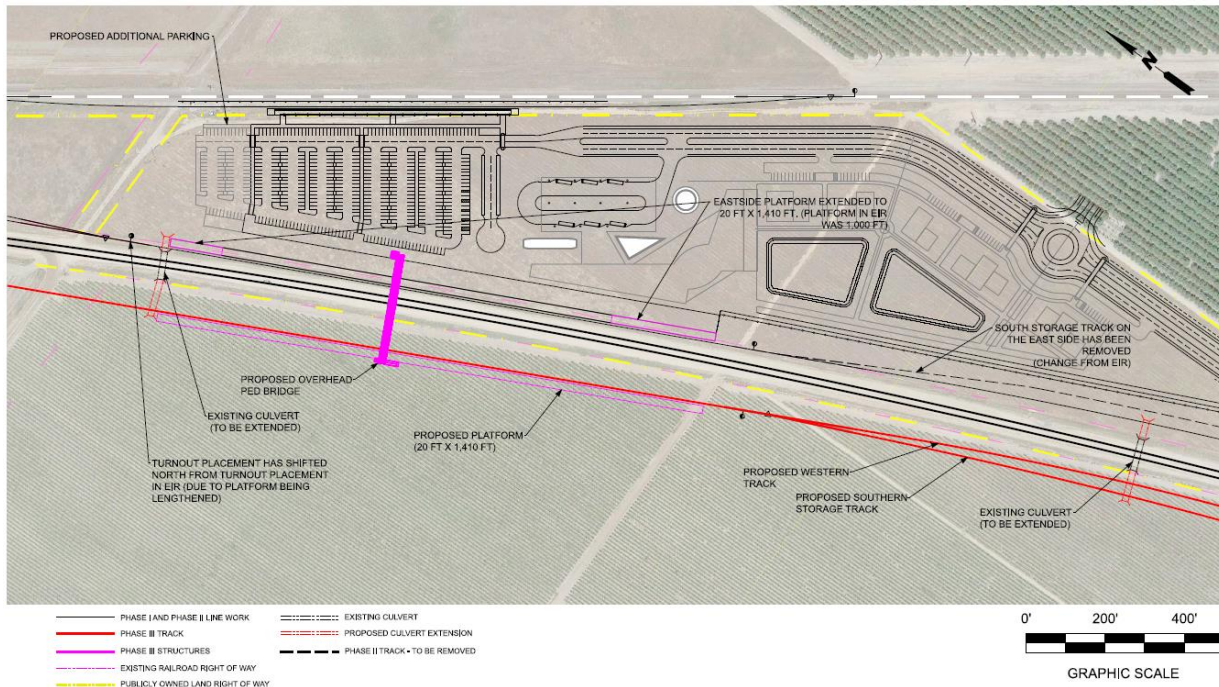 PROPOSED ADDITIONAL PARKING
N
EASTSIDE PLATFORM EXTENDED TO
20 FT X 1,410 FT. (PLATFORM IN EIR
WAS 1,000 FT)
SOUTH STORAGE TRACK ON
THE EAST SIDE HAS BEEN
REMOVED
(CHANGE FROM EIR)
PROPOSED OVERHEAD
PED BRIDGE
EXISTING CULVERT
(TO BE EXTENDED)
PROPOSED PLATFORM
(20 FT X 1,410 FT)
TURNOUT PLACEMENT HAS SHIFTED
NORTH FROM TURNOUT PLACEMENT
IN EIR (DUE TO PLATFORM BEING
LENGTHENED)
PROPOSED WESTERN
TRACK
PROPOSED SOUTHERN
STORAGE TRACK
EXISTING CULVERT
(TO BE EXTENDED)
PHASE I AND PHASE II LINE WORK
PHASE III TRACK
PHASE III STRUCTURES
EXISTING RAILROAD RIGHT OF WAY
PUBLICLY OWNED LAND RIGHT OF WAY
EXISTING CULVERT
PROPOSED CULVERT EXTENSION
PHASE II TRACK - TO BE REMOVED
0' 200' 400'
GRAPHIC SCALE